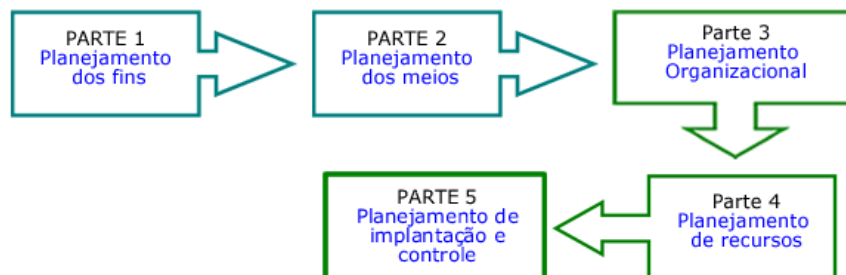 PARTE 1
Planejamento
dos fins
PARTE 2
Planejamento
dos meios
Parte 3
Planejamento
Organizacional
Parte 4
Planejamento
de recursos
PARTE 5
Planejamento de
implantação e
controle